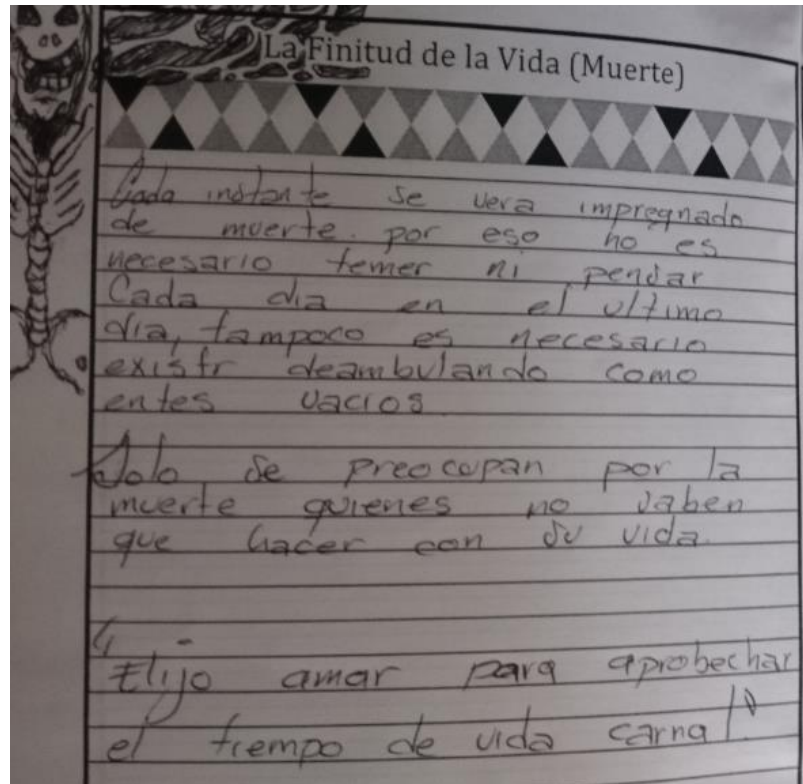 La Finitud de la Vida (Muerte)
Cada instante se vera impregnado
de muerte. por eso no es
necesario temer ni pensar
Cada dia en el ultimo
dia, tampoco es necesario
existr deambulando como
entes vacios
Solo se preocupan por la
muerte quienes no saben
que hacer con su vida.
"Elijo amar para aprobechar
el tiempo de vida carnal"